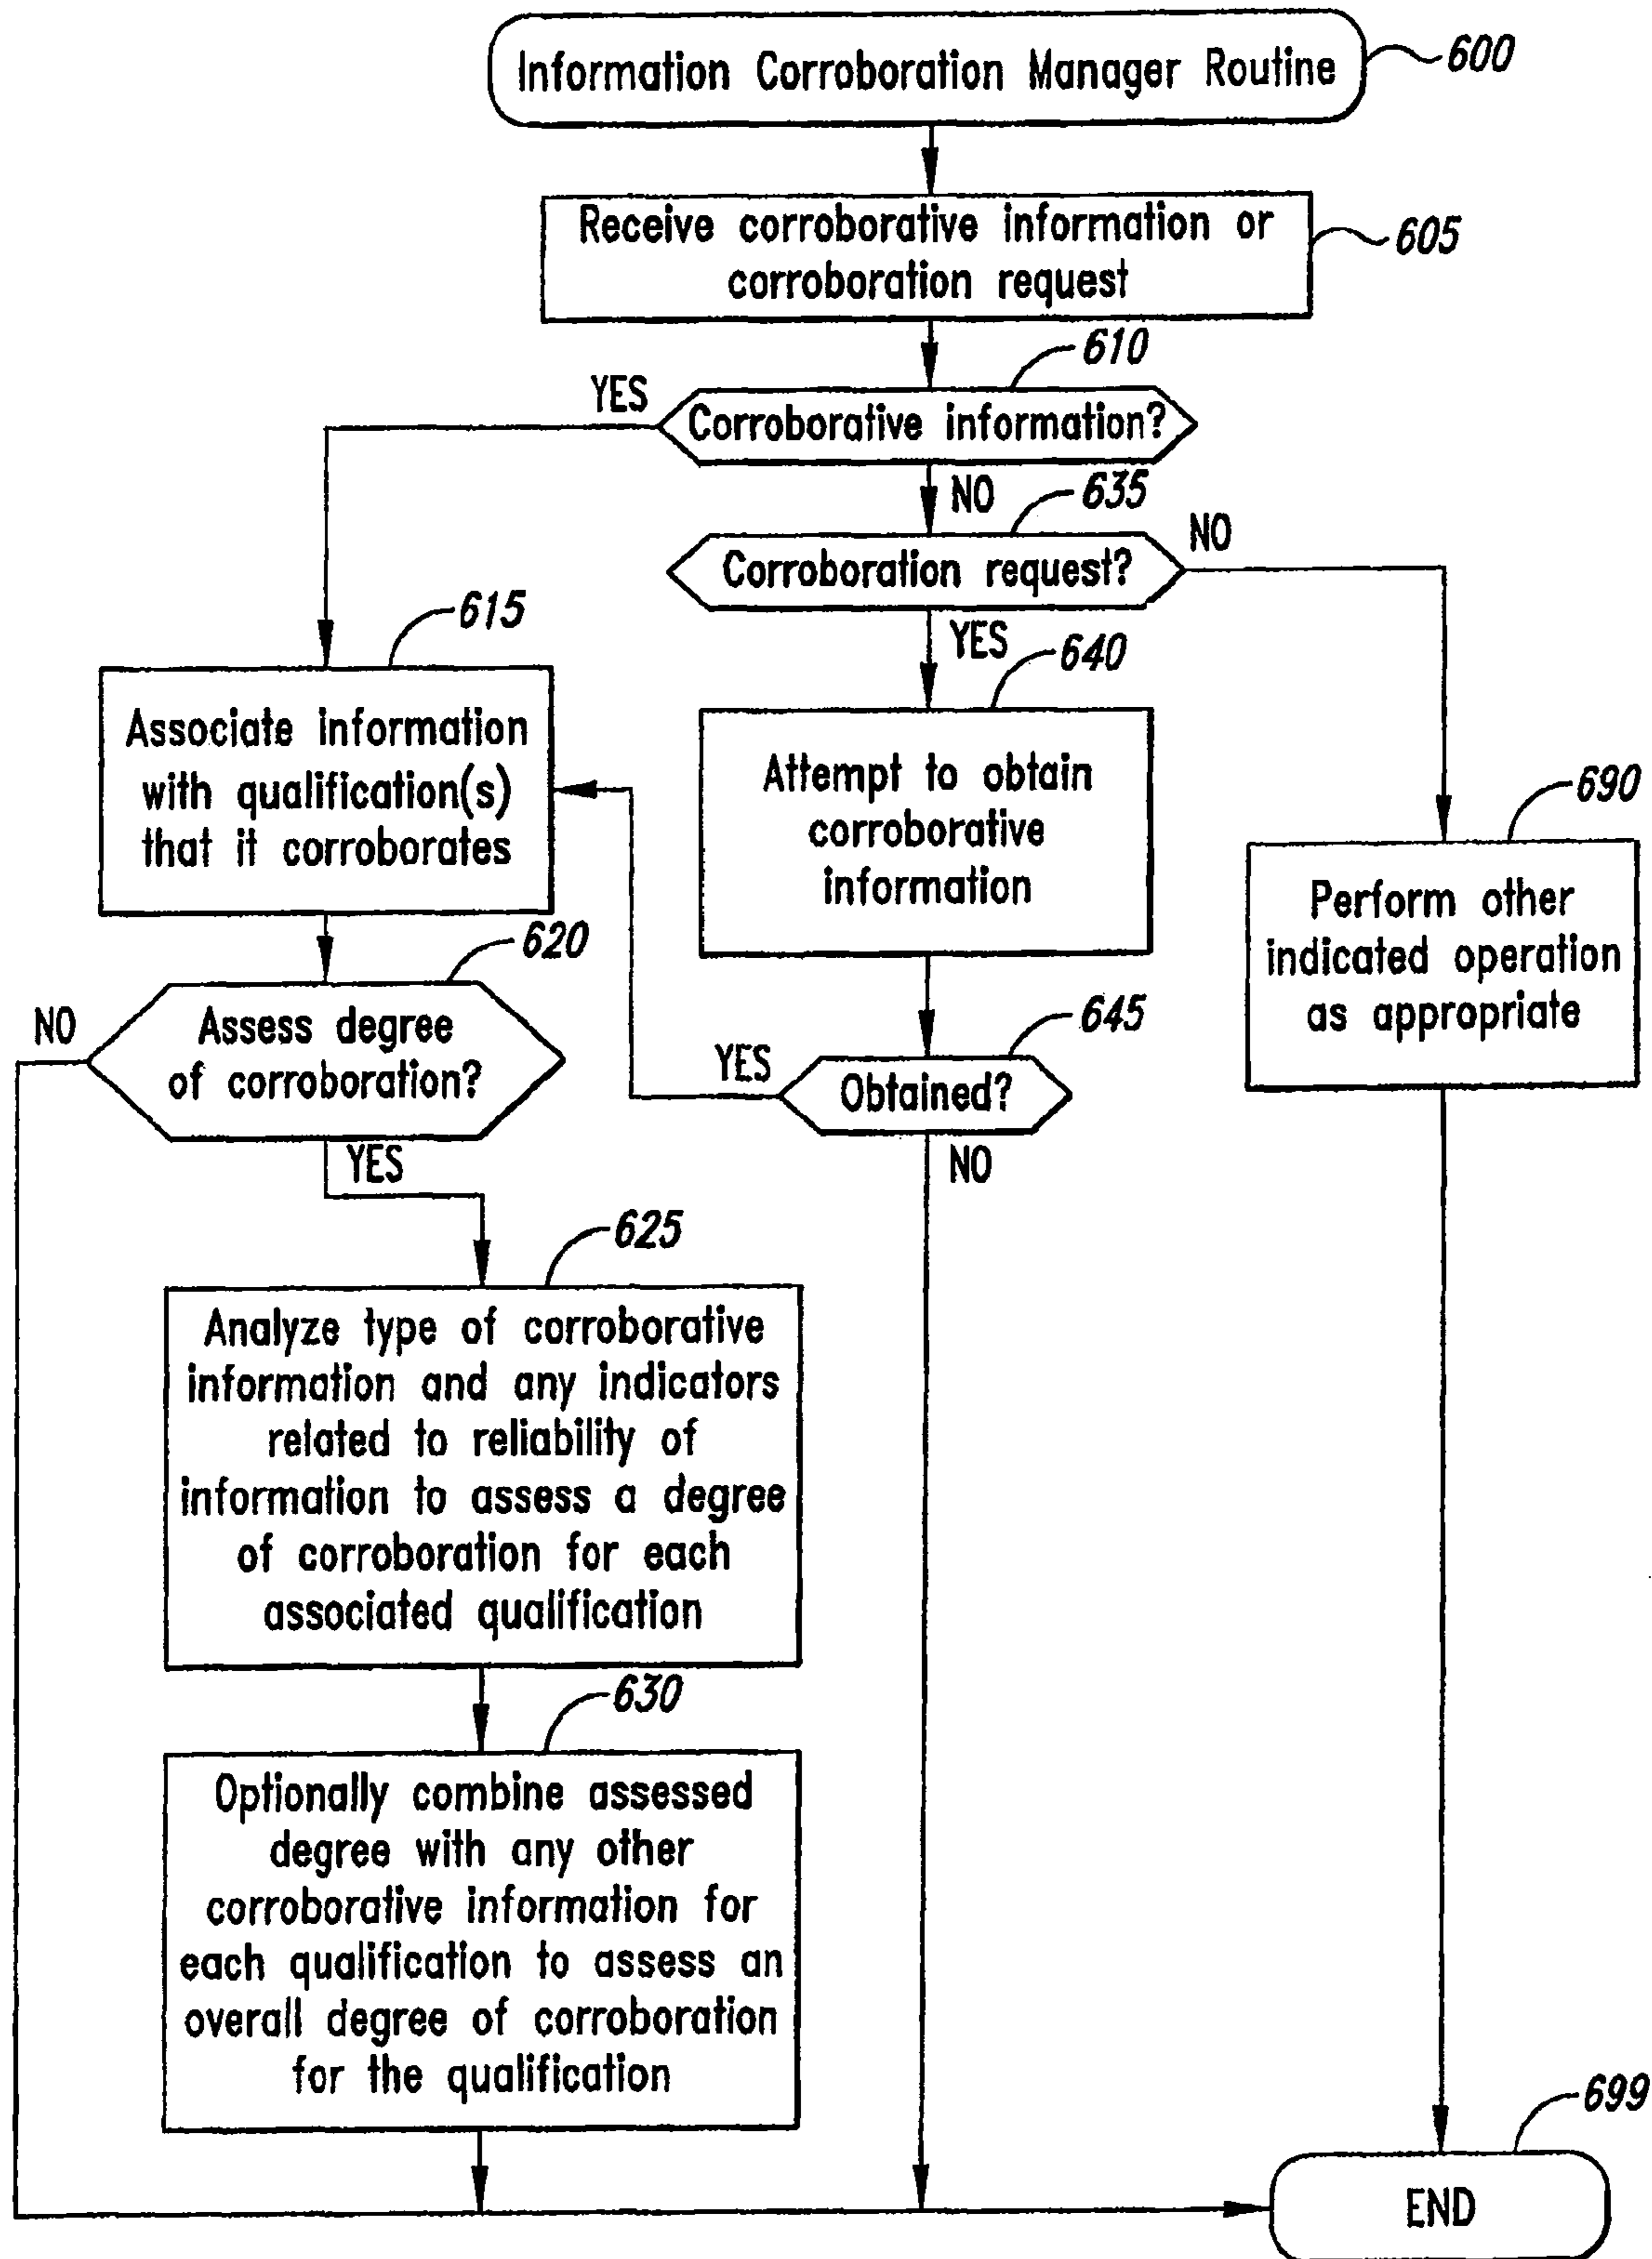 Information Corroboration Manager Routine
600
Receive corroborative information or
corroboration request
605
610
YES
Corroborative information?
NO
635
NO
Corroboration request?
615
YES
640
Associate information
with qualification(s)
that it corroborates
Attempt to obtain
corroborative
information
690
Perform other
indicated operation
as appropriate
620
NO
Assess degree
of corroboration?
645
YES
Obtained?
YES
NO
625
Analyze type of corroborative
information and any indicators
related to reliability of
information to assess a degree
of corroboration for each
associated qualification
630
Optionally combine assessed
degree with any other
corroborative information for
each qualification to assess an
overall degree of corroboration
for the qualification
699
END